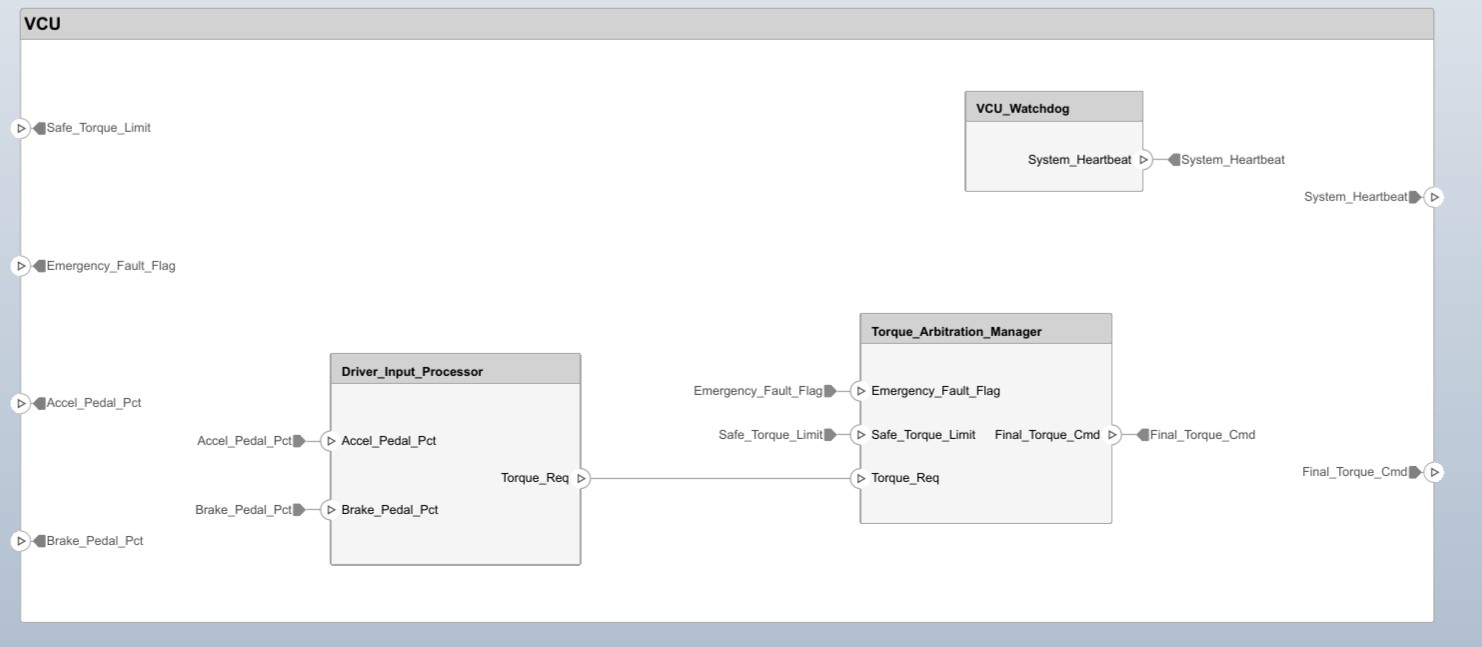 VCU
VCU_Watchdog
Safe_Torque_Limit
System_Heartbeat
System_Heartbeat
System_Heartbeat
Emergency_Fault_Flag
Torque_Arbitration_Manager
Driver_Input_Processor
Emergency_Fault_Flag
Emergency_Fault_Flag
Accel_Pedal_Pct
Accel_Pedal_Pct
Accel_Pedal_Pct
Safe_Torque_Limit
Safe_Torque_Limit
Final_Torque_Cmd
Final_Torque_Cmd
Final_Torque_Cmd
Torque_Req
Torque_Req
Brake_Pedal_Pct
Brake_Pedal_Pct
Brake_Pedal_Pct